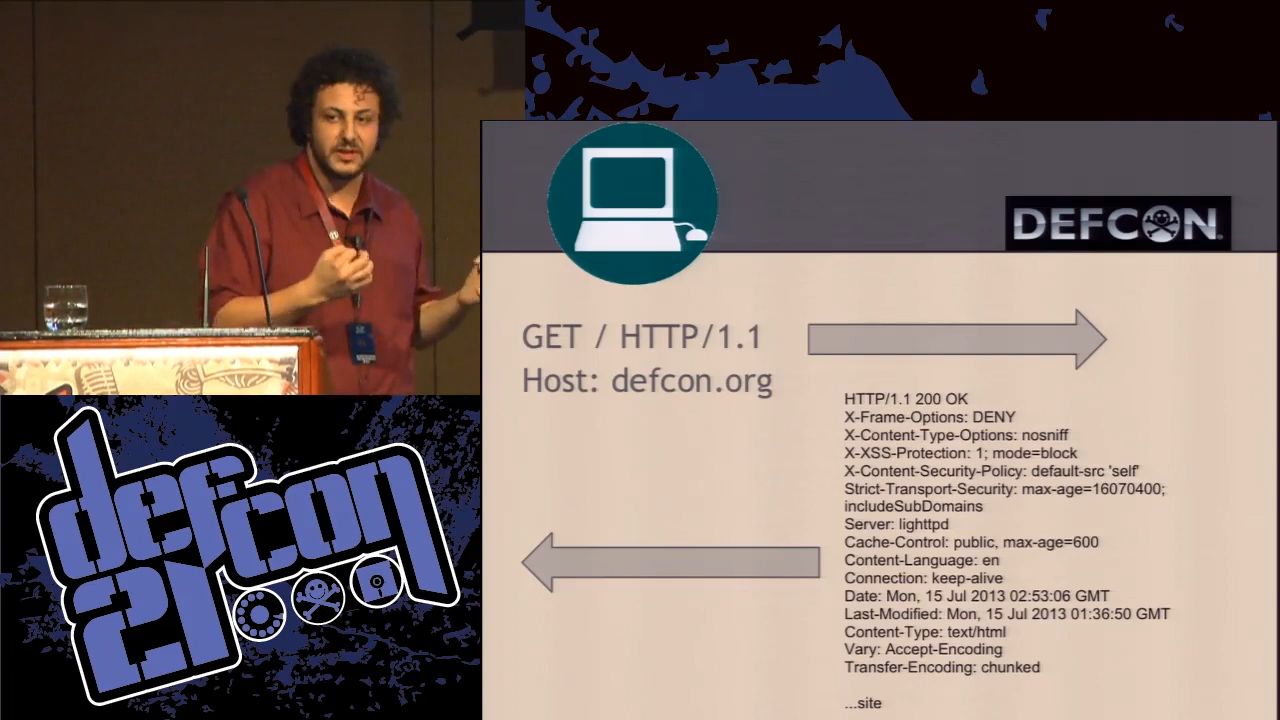 DEFCON
GET / HTTP/1.1
Host: defcon.org
HTTP/1.1 200 OK
X-Frame-Options: DENY
X-Content-Type-Options: nosniff
X-XSS-Protection: 1; mode=block
X-Content-Security-Policy: default-src 'self'
Strict-Transport-Security: max-age=16070400;
includeSubDomains
Server: lighttpd
Cache-Control: public, max-age=600
Content-Language: en
Connection: keep-alive
Date: Mon, 15 Jul 2013 02:53:06 GMT
Last-Modified: Mon, 15 Jul 2013 01:36:50 GMT
Content-Type: text/html
Vary: Accept-Encoding
Transfer-Encoding: chunked
...site
defcon
21